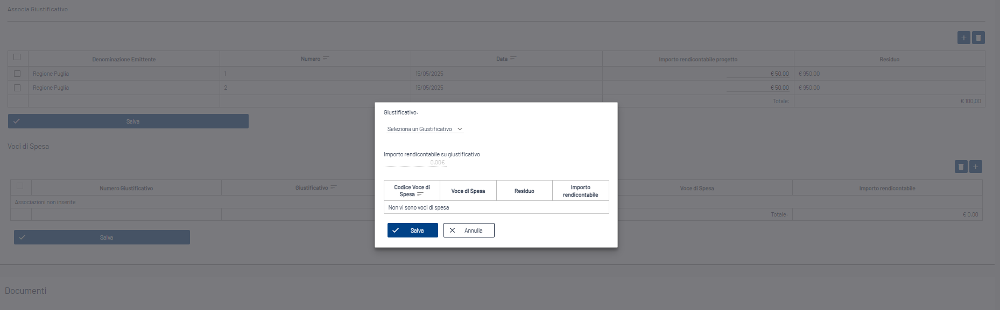 Associa Giustificativo
Denominazione Emittente Numero Data Importo rendicontabile progetto Residuo
Regione Puglia 1 15/05/2025 € 50,00 € 950,00
Regione Puglia 2 15/05/2025 € 50,00 € 950,00
Totale: € 100,00
Salva
Voci di Spesa
Numero Giustificativo Giustificativo Voce di Spesa Importo rendicontabile
Associazioni non inserite
Totale: € 0,00
Salva
Documenti
Giustificativo:
Seleziona un Giustificativo
Importo rendicontabile su giustificativo
0,00€
Codice Voce di Spesa Voce di Spesa Residuo Importo rendicontabile
Non vi sono voci di spesa
Salva Annulla